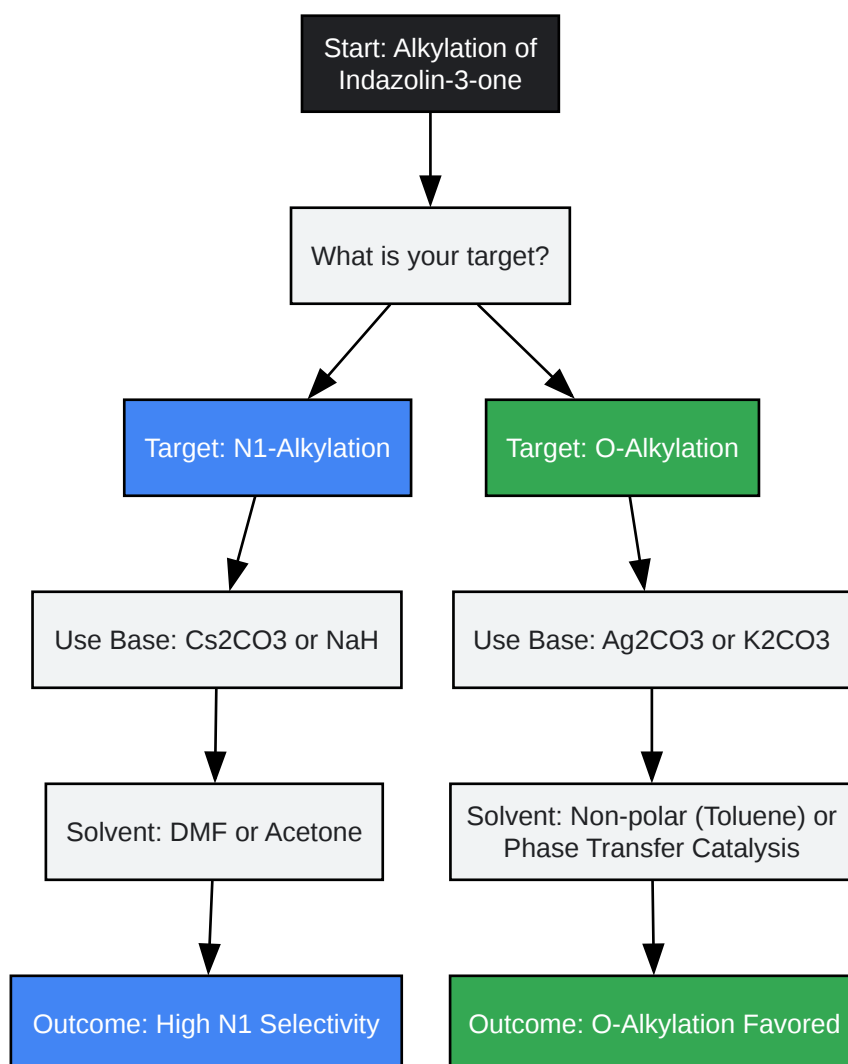 Start: Alkylation of
Indazolin-3-one
What is your target?
Target: N1-Alkylation
Target: O-Alkylation
Use Base: Cs2CO3 or NaH
Use Base: Ag2CO3 or K2CO3
Solvent: DMF or Acetone
Solvent: Non-polar (Toluene) or
Phase Transfer Catalysis
Outcome: High N1 Selectivity
Outcome: O-Alkylation Favored